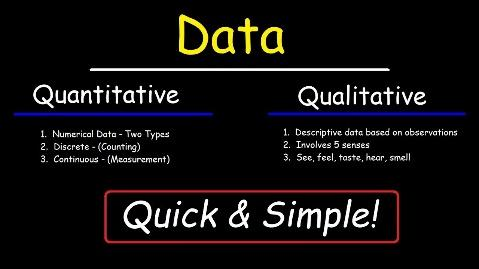 Data
Quantitative
1. Numerical Data - Two Types
2. Discrete - (Counting)
3. Continuous - (Measurement)
Qualitative
1. Descriptive data based on observations
2. Involves 5 senses
3. See, feel, taste, hear, smell
Quick & Simple!